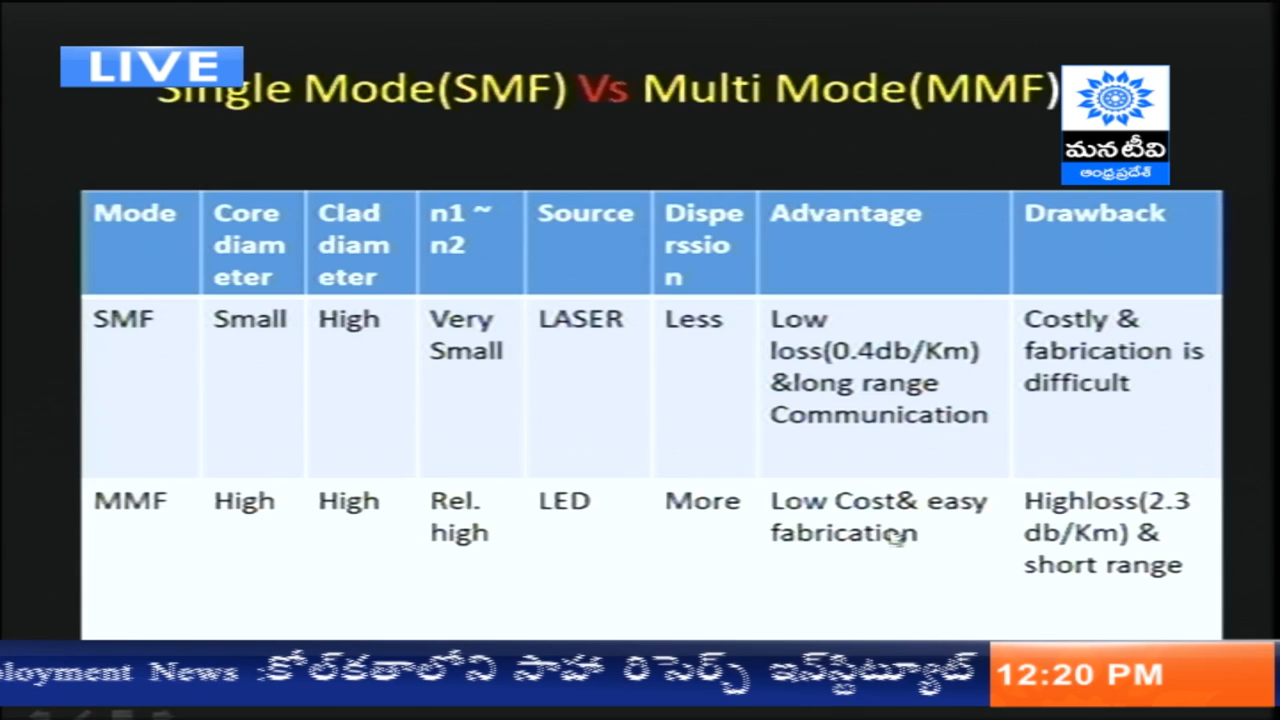 LIVE
Single Mode(SMF) Vs Multi Mode(MMF)
మన టీవి
ఆంధ్రప్రదేశ్
Mode Core diam eter Clad diam eter n1 ~ n2 Source Dispe rssio n Advantage Drawback
SMF Small High Very Small LASER Less Low loss(0.4db/Km) &long range Communication Costly & fabrication is difficult
MMF High High Rel. high LED More Low Cost& easy fabrication Highloss(2.3 db/Km) & short range
ployment News :కోల్‌కతాలోని సాహా రిసెర్చ్ ఇన్‌స్టిట్యూట్ 12:20 PM